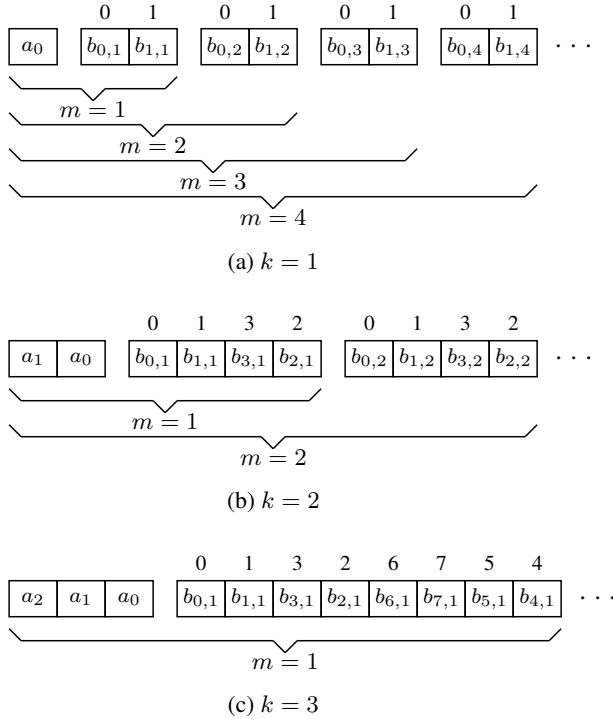 0 1 0 1 0 1 0 1
a₀ b₀,₁ b₁,₁ b₀,₂ b₁,₂ b₀,₃ b₁,₃ b₀,₄ b₁,₄ · · ·
m = 1
m = 2
m = 3
m = 4
(a) k = 1
0 1 3 2 0 1 3 2
a₁ a₀ b₀,₁ b₁,₁ b₃,₁ b₂,₁ b₀,₂ b₁,₂ b₃,₂ b₂,₂ · · ·
m = 1
m = 2
(b) k = 2
0 1 3 2 6 7 5 4
a₂ a₁ a₀ b₀,₁ b₁,₁ b₃,₁ b₂,₁ b₆,₁ b₇,₁ b₅,₁ b₄,₁ · · ·
m = 1
(c) k = 3